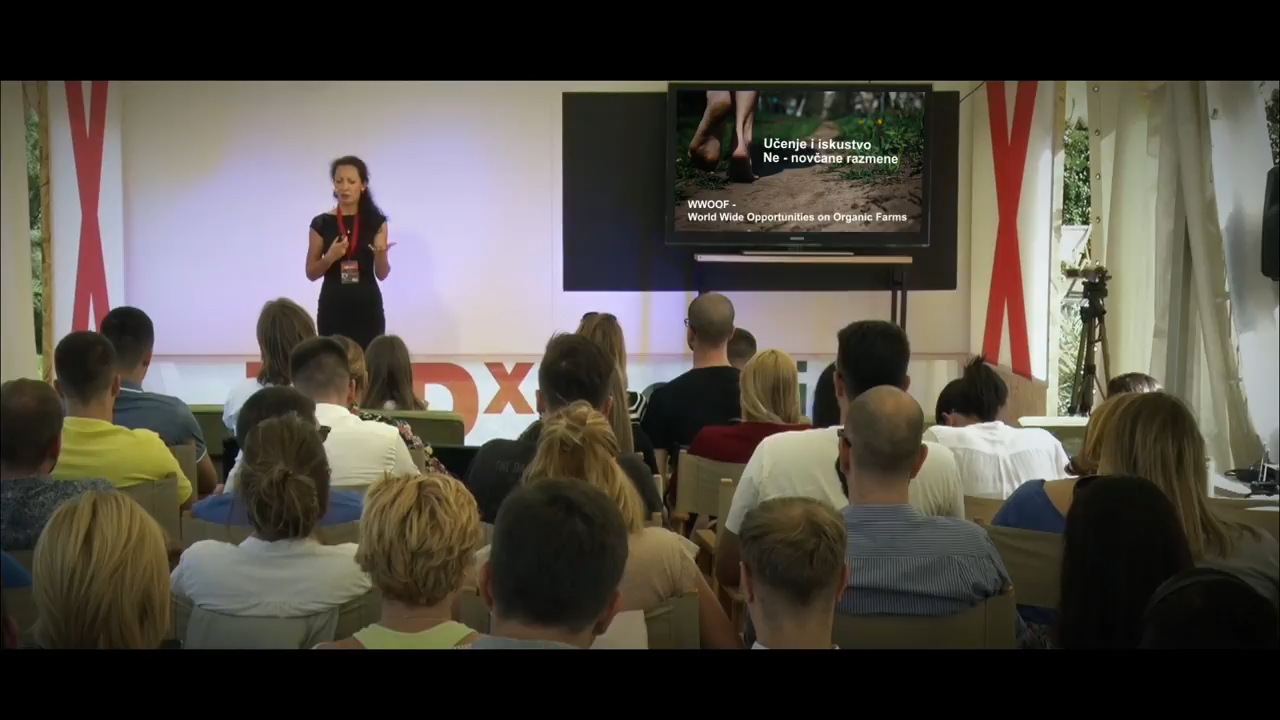 Učenje i iskustvo
Ne - novčane razmene
WWOOF -
World Wide Opportunities on Organic Farms